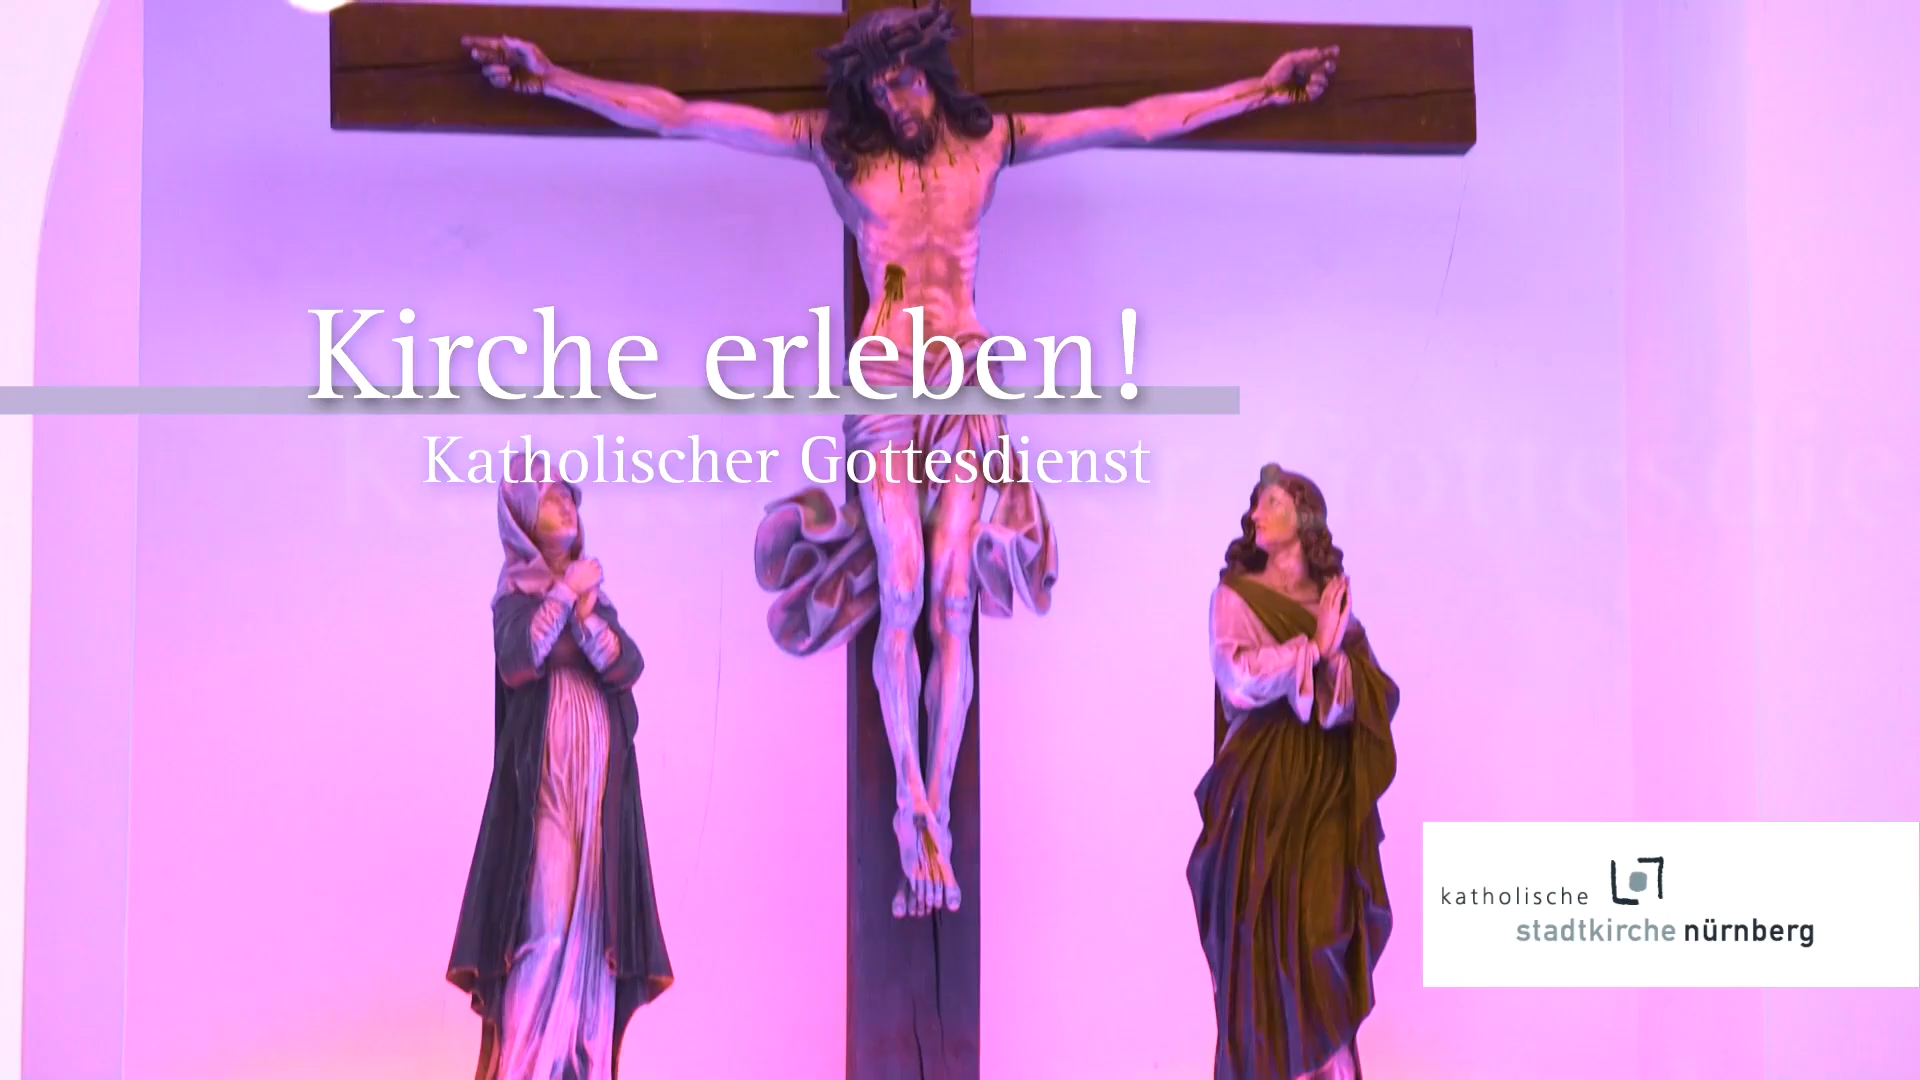 Kirche erleben!
Katholischer Gottesdienst
katholische
stadtkirche nürnberg